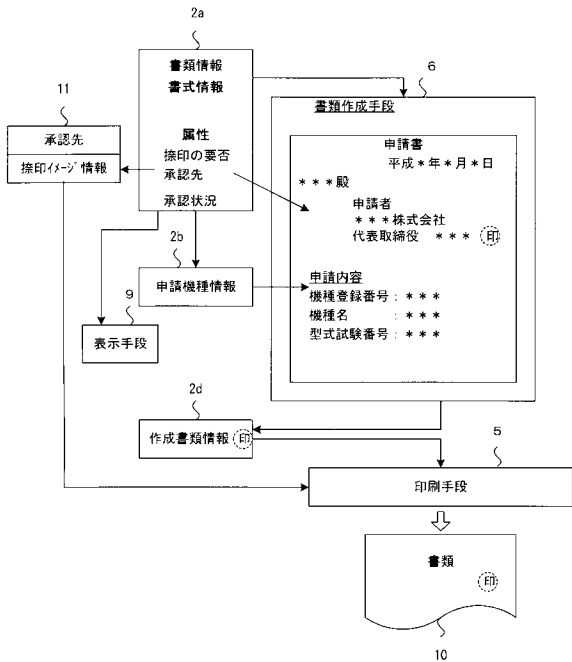 2a
書類情報
書式情報
属性
捺印の要否
承認先
承認状況
11
承認先
捺印イメージ情報
6
書類作成手段
申請書
平成*年*月*日
***殿
申請者
***株式会社
代表取締役 *** 印
申請内容
機種登録番号:***
機種名 :***
型式試験番号:***
2b
申請機種情報
9
表示手段
2d
作成書類情報 印
5
印刷手段
書類
印
10